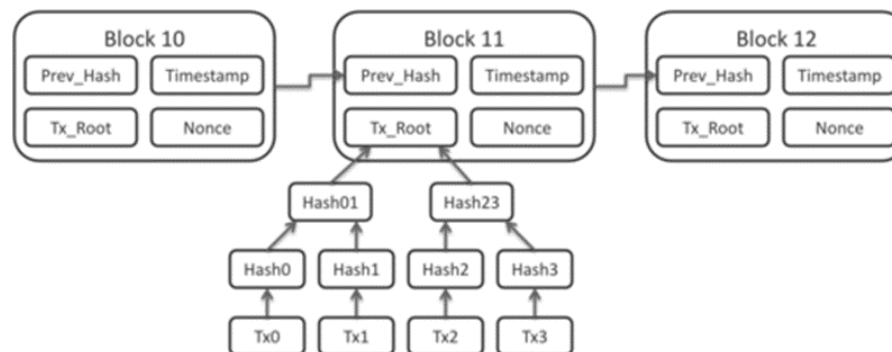 Block 10
Block 11
Block 12
Prev_Hash
Timestamp
Prev_Hash
Timestamp
Prev_Hash
Timestamp
Tx_Root
Nonce
Tx_Root
Nonce
Tx_Root
Nonce
Hash01
Hash23
Hash0
Hash1
Hash2
Hash3
Tx0
Tx1
Tx2
Tx3